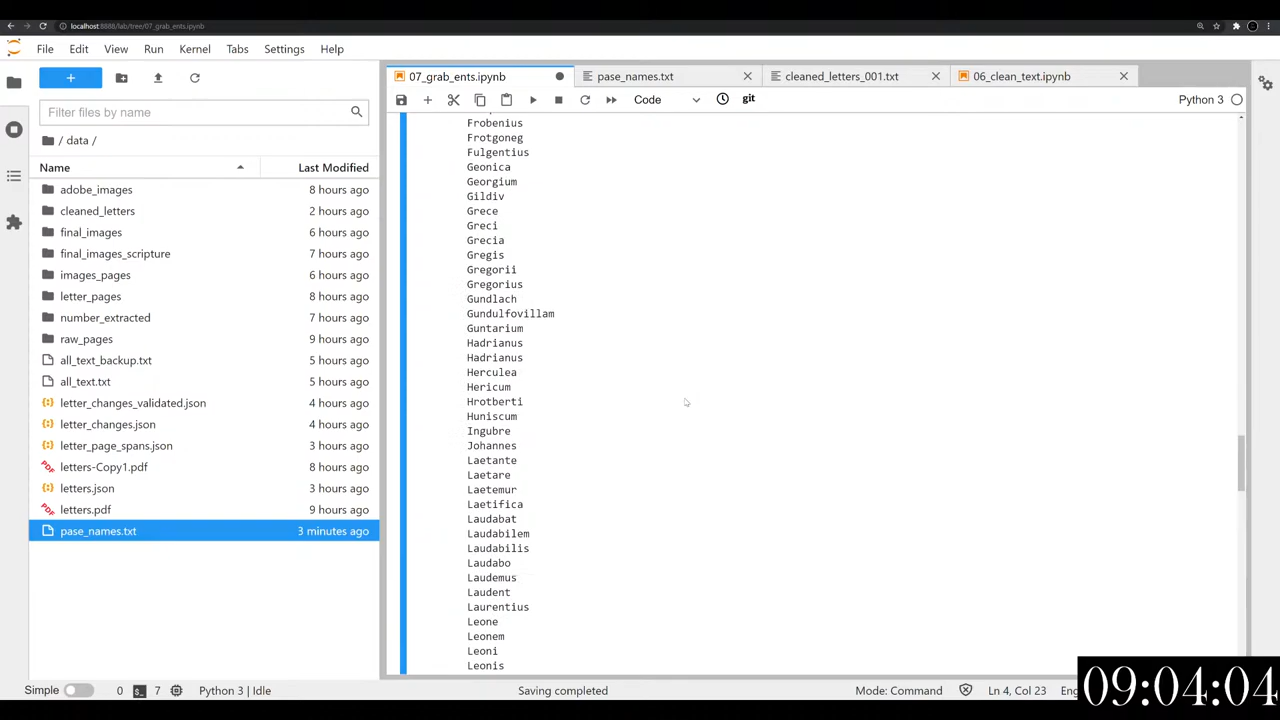 localhost:8888/lab/tree/07_grab_ents.ipynb
File Edit View Run Kernel Tabs Settings Help
07_grab_ents.ipynb
pase_names.txt
cleaned_letters_001.txt
06_clean_text.ipynb
Code
git
Python 3
Filter files by name
/ data /
Name Last Modified
adobe_images 8 hours ago
cleaned_letters 2 hours ago
final_images 6 hours ago
final_images_scripture 7 hours ago
images_pages 6 hours ago
letter_pages 8 hours ago
number_extracted 7 hours ago
raw_pages 9 hours ago
all_text_backup.txt 5 hours ago
all_text.txt 5 hours ago
letter_changes_validated.json 4 hours ago
letter_changes.json 4 hours ago
letter_page_spans.json 3 hours ago
letters-Copy1.pdf 8 hours ago
letters.json 3 hours ago
letters.pdf 9 hours ago
pase_names.txt 3 minutes ago
Frobenius
Frotgoneg
Fulgentius
Geonica
Georgium
Gildiv
Grece
Greci
Grecia
Gregis
Gregorii
Gregorius
Gundlach
Gundulfovillam
Guntarium
Hadrianus
Hadrianus
Herculea
Hericum
Hrotberti
Huniscum
Ingubre
Johannes
Laetante
Laetare
Laetemur
Laetifica
Laudabat
Laudabilem
Laudabilis
Laudabo
Laudemus
Laudent
Laurentius
Leone
Leonem
Leoni
Leonis
Simple 0 7 Python 3 | Idle Saving completed Mode: Command Ln 4, Col 23
09:04:04